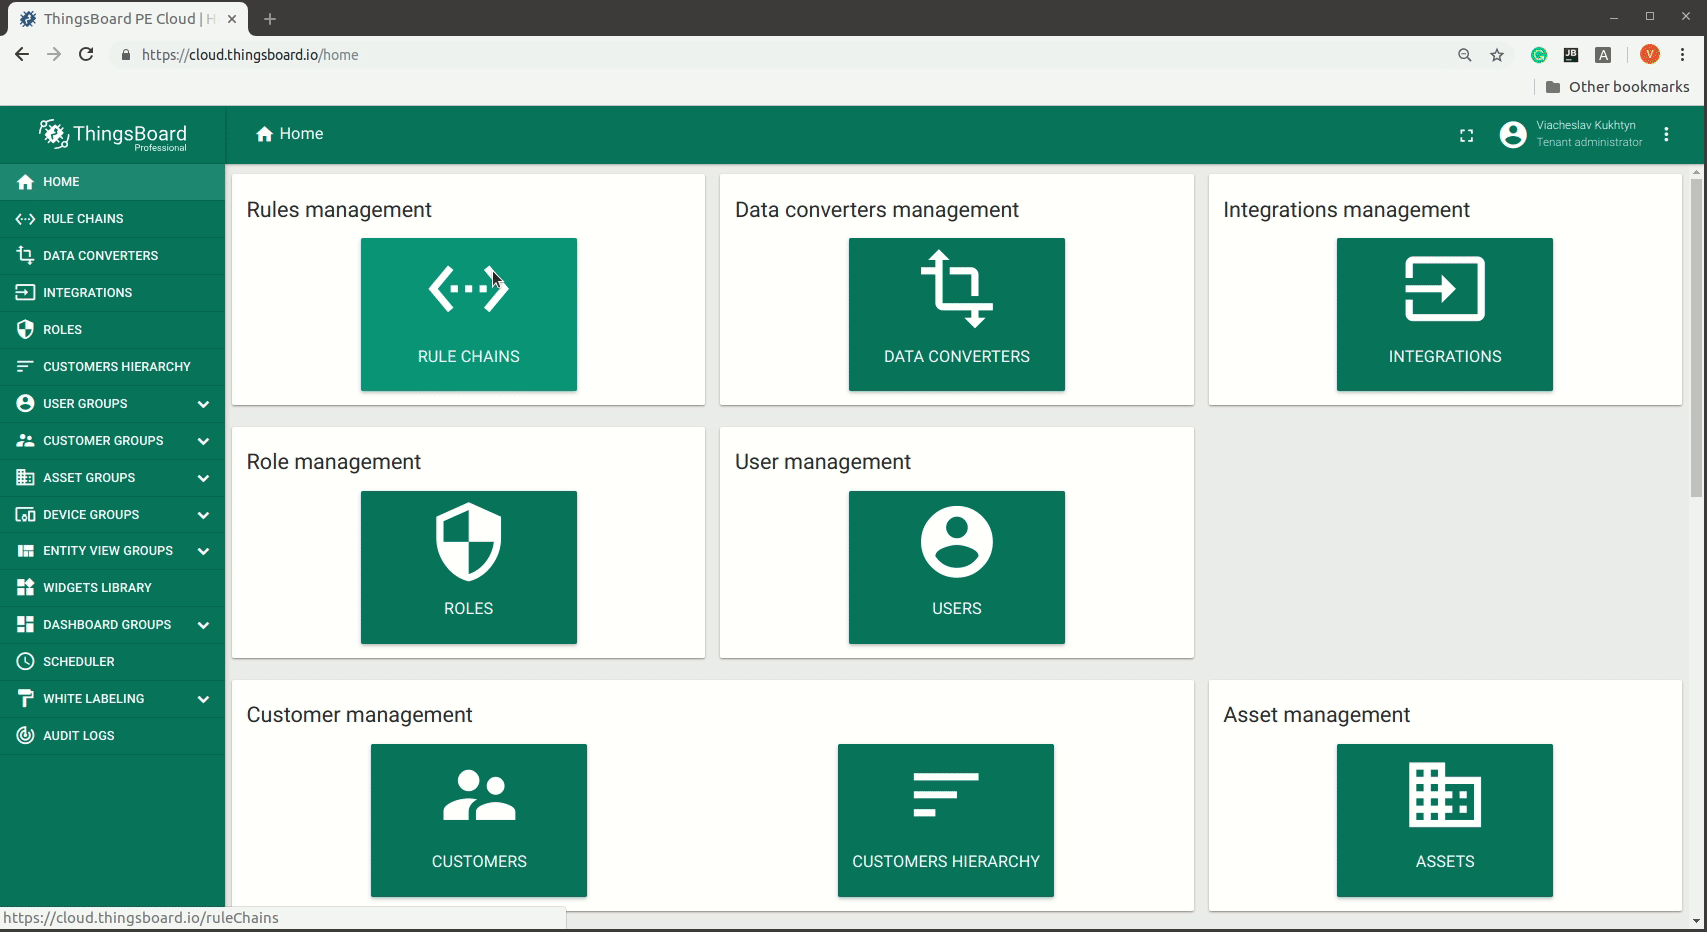 ThingsBoard PE Cloud | H
https://cloud.thingsboard.io/home
JB
A
V
Other bookmarks
ThingsBoard
Professional
Home
Viacheslav Kukhtyn
Tenant administrator
HOME
RULE CHAINS
DATA CONVERTERS
INTEGRATIONS
ROLES
CUSTOMERS HIERARCHY
USER GROUPS
CUSTOMER GROUPS
ASSET GROUPS
DEVICE GROUPS
ENTITY VIEW GROUPS
WIDGETS LIBRARY
DASHBOARD GROUPS
SCHEDULER
WHITE LABELING
AUDIT LOGS
Rules management
RULE CHAINS
Data converters management
DATA CONVERTERS
Integrations management
INTEGRATIONS
Role management
ROLES
User management
USERS
Customer management
CUSTOMERS
CUSTOMERS HIERARCHY
Asset management
ASSETS
https://cloud.thingsboard.io/ruleChains